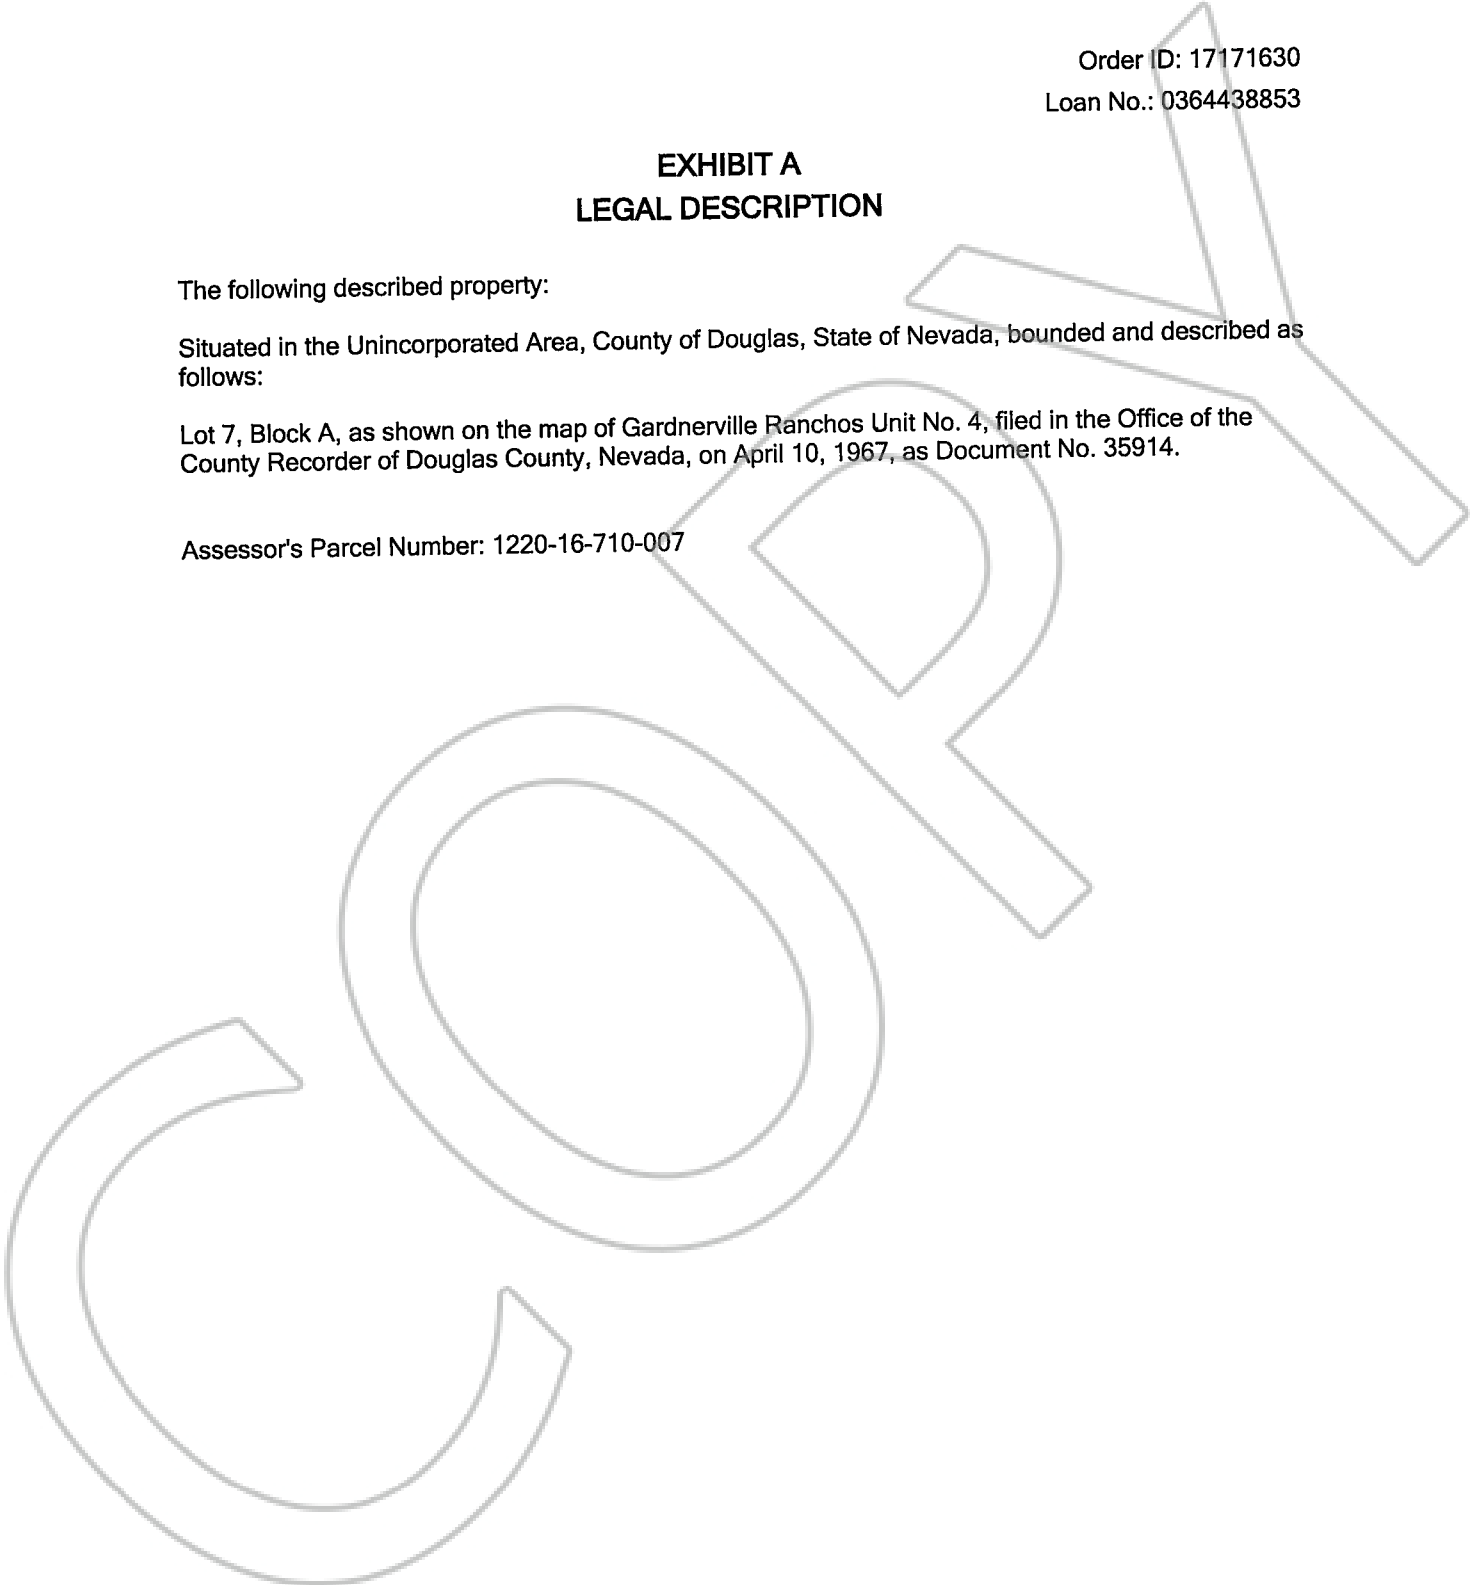 Order ID: 17171630
Loan No.: 0364438853
EXHIBIT A
LEGAL DESCRIPTION
The following described property:
Situated in the Unincorporated Area, County of Douglas, State of Nevada, bounded and described as
follows:
Lot 7, Block A, as shown on the map of Gardnerville Ranchos Unit No. 4, filed in the Office of the
County Recorder of Douglas County, Nevada, on April 10, 1967, as Document No. 35914.
Assessor's Parcel Number: 1220-16-710-007
COPY